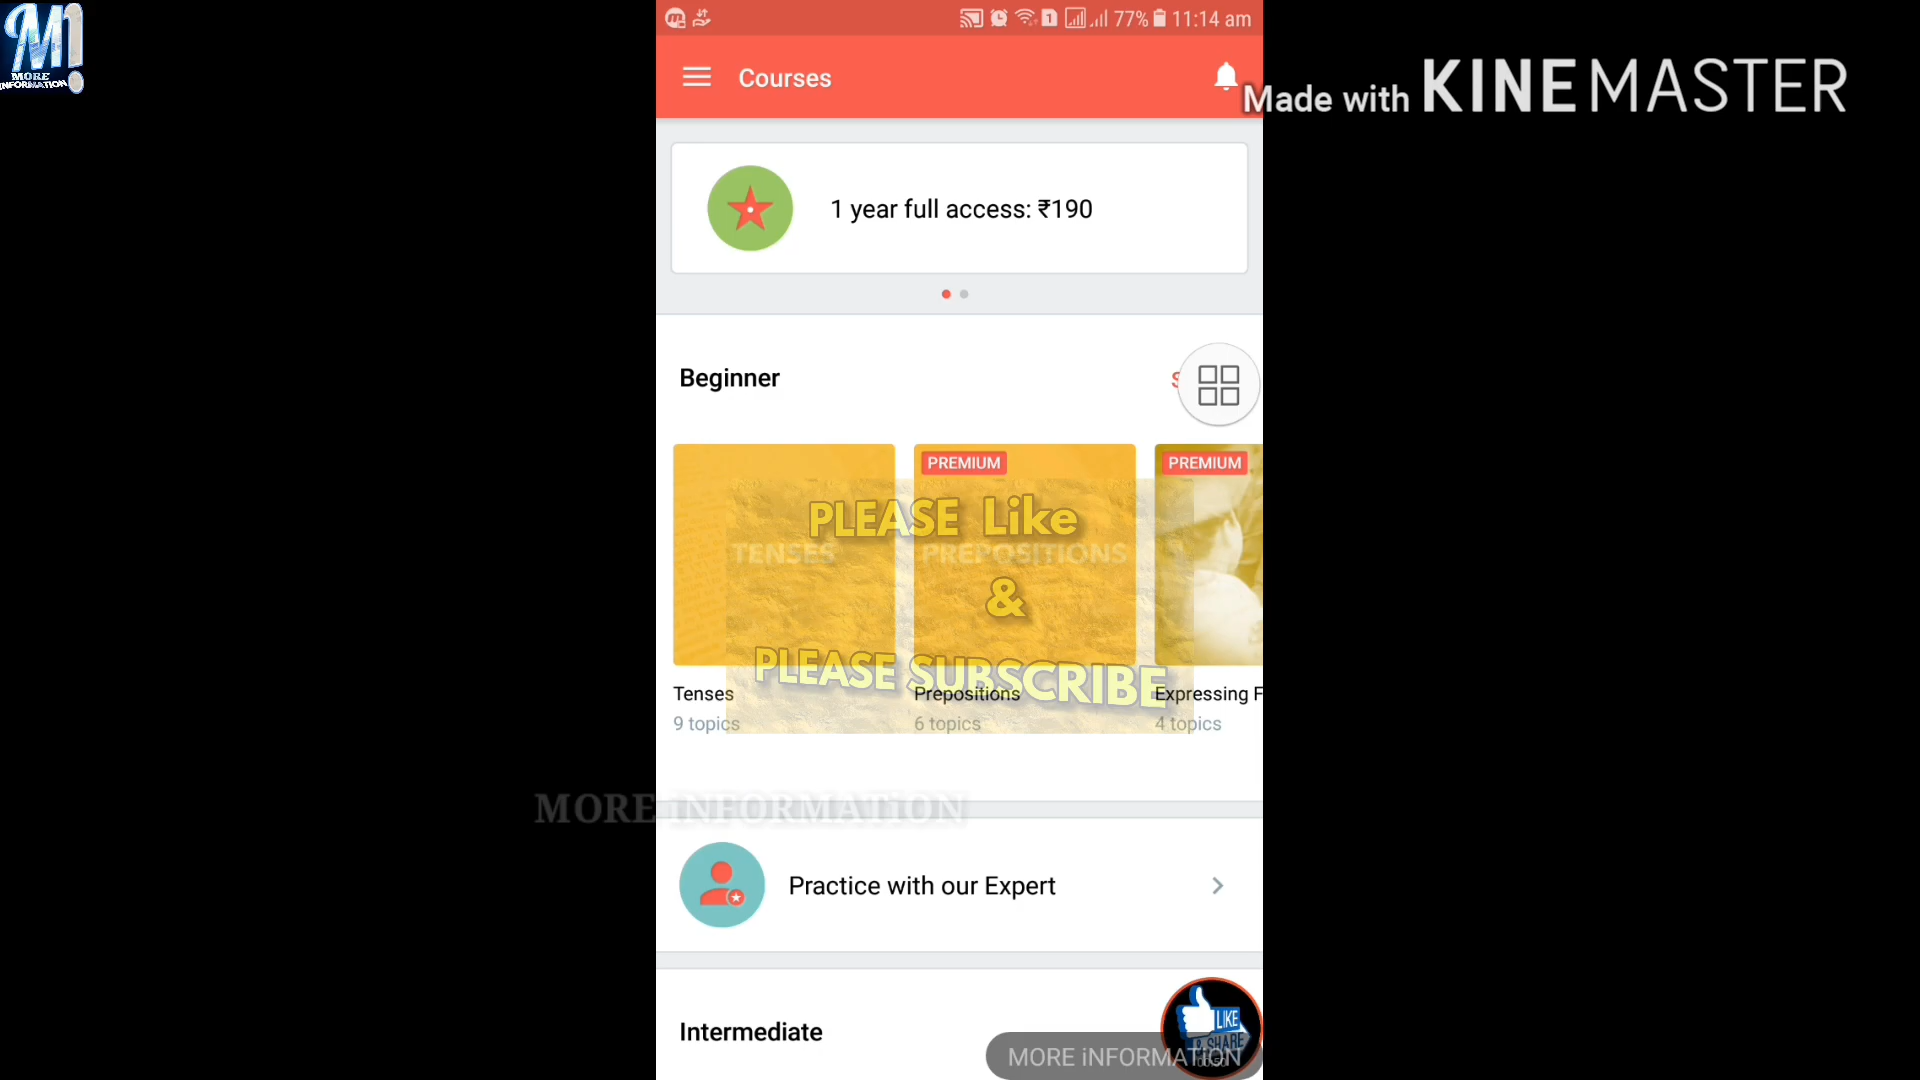 M!
MORE
INFORMATION
77% 11:14 am
Courses
Made with KINEMASTER
1 year full access: ₹190
Beginner
S
PREMIUM
PREMIUM
PLEASE Like
TENSES
PREPOSITIONS
&
PLEASE SUBSCRIBE
Tenses
Prepositions
Expressing F
9 topics
6 topics
4 topics
MORE iNFORMATiON
Practice with our Expert
Intermediate
LIKE
& SHARE
MORE iNFORMATiON